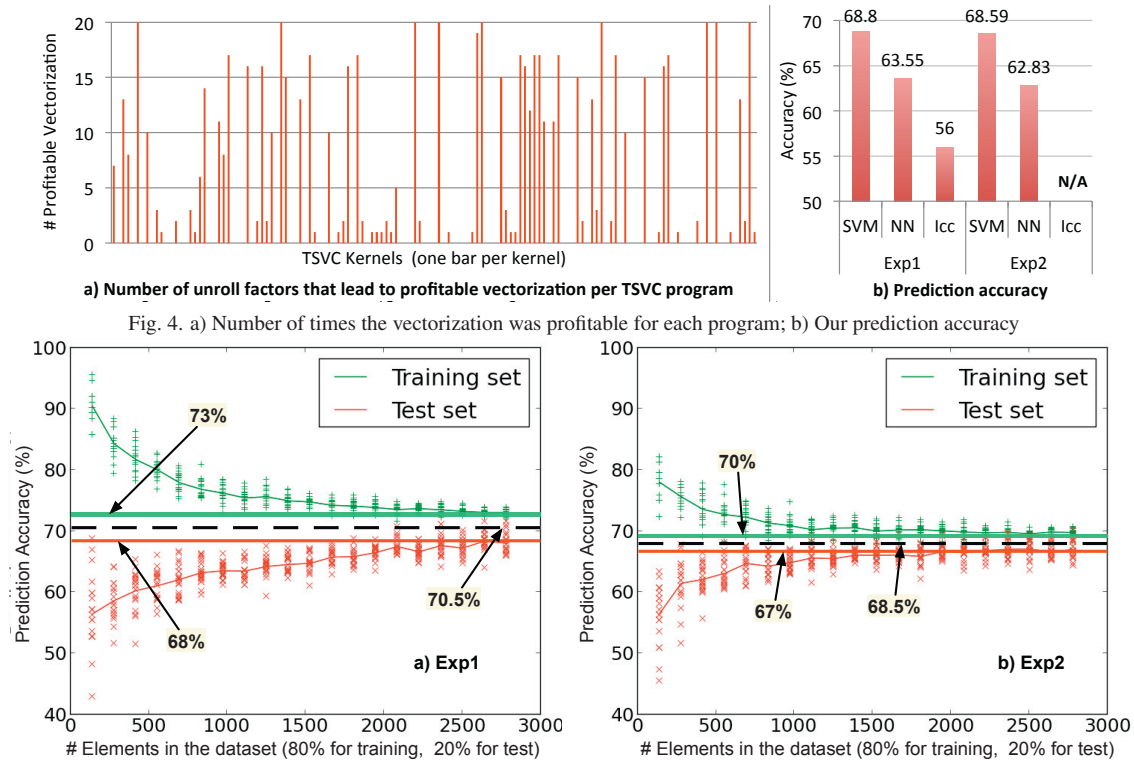 20
15
10
5
0
# Profitable Vectorization
TSVC Kernels (one bar per kernel)
a) Number of unroll factors that lead to profitable vectorization per TSVC program
70
65
60
55
50
Accuracy (%)
68.8
63.55
56
68.59
62.83
N/A
SVM NN Icc SVM NN Icc
Exp1 Exp2
b) Prediction accuracy
Fig. 4. a) Number of times the vectorization was profitable for each program; b) Our prediction accuracy
100
90
80
70
60
50
40
Prediction Accuracy (%)
Training set
Test set
73%
68%
70.5%
a) Exp1
0 500 1000 1500 2000 2500 3000
# Elements in the dataset (80% for training, 20% for test)
100
90
80
70
60
50
40
Prediction Accuracy (%)
Training set
Test set
70%
67%
68.5%
b) Exp2
0 500 1000 1500 2000 2500 3000
# Elements in the dataset (80% for training, 20% for test)